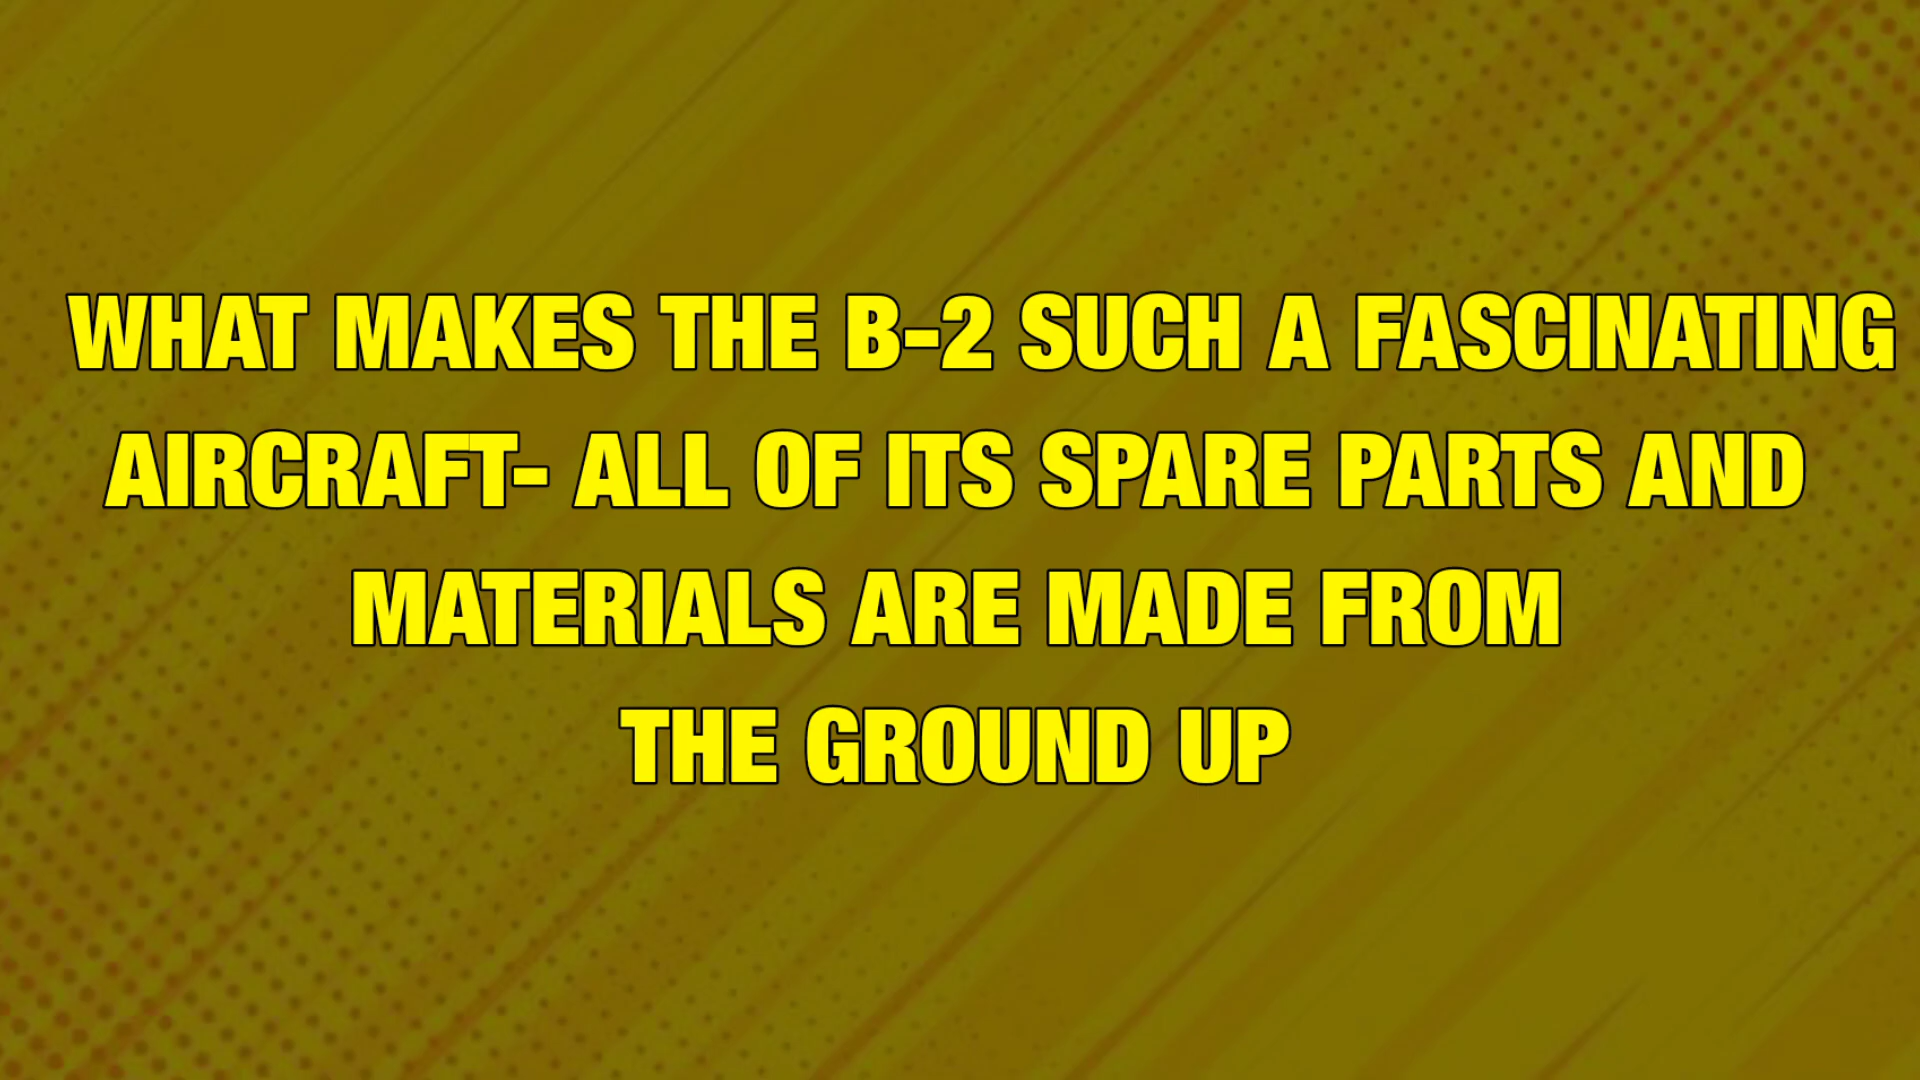 WHAT MAKES THE B-2 SUCH A FASCINATING
AIRCRAFT- ALL OF ITS SPARE PARTS AND
MATERIALS ARE MADE FROM
THE GROUND UP